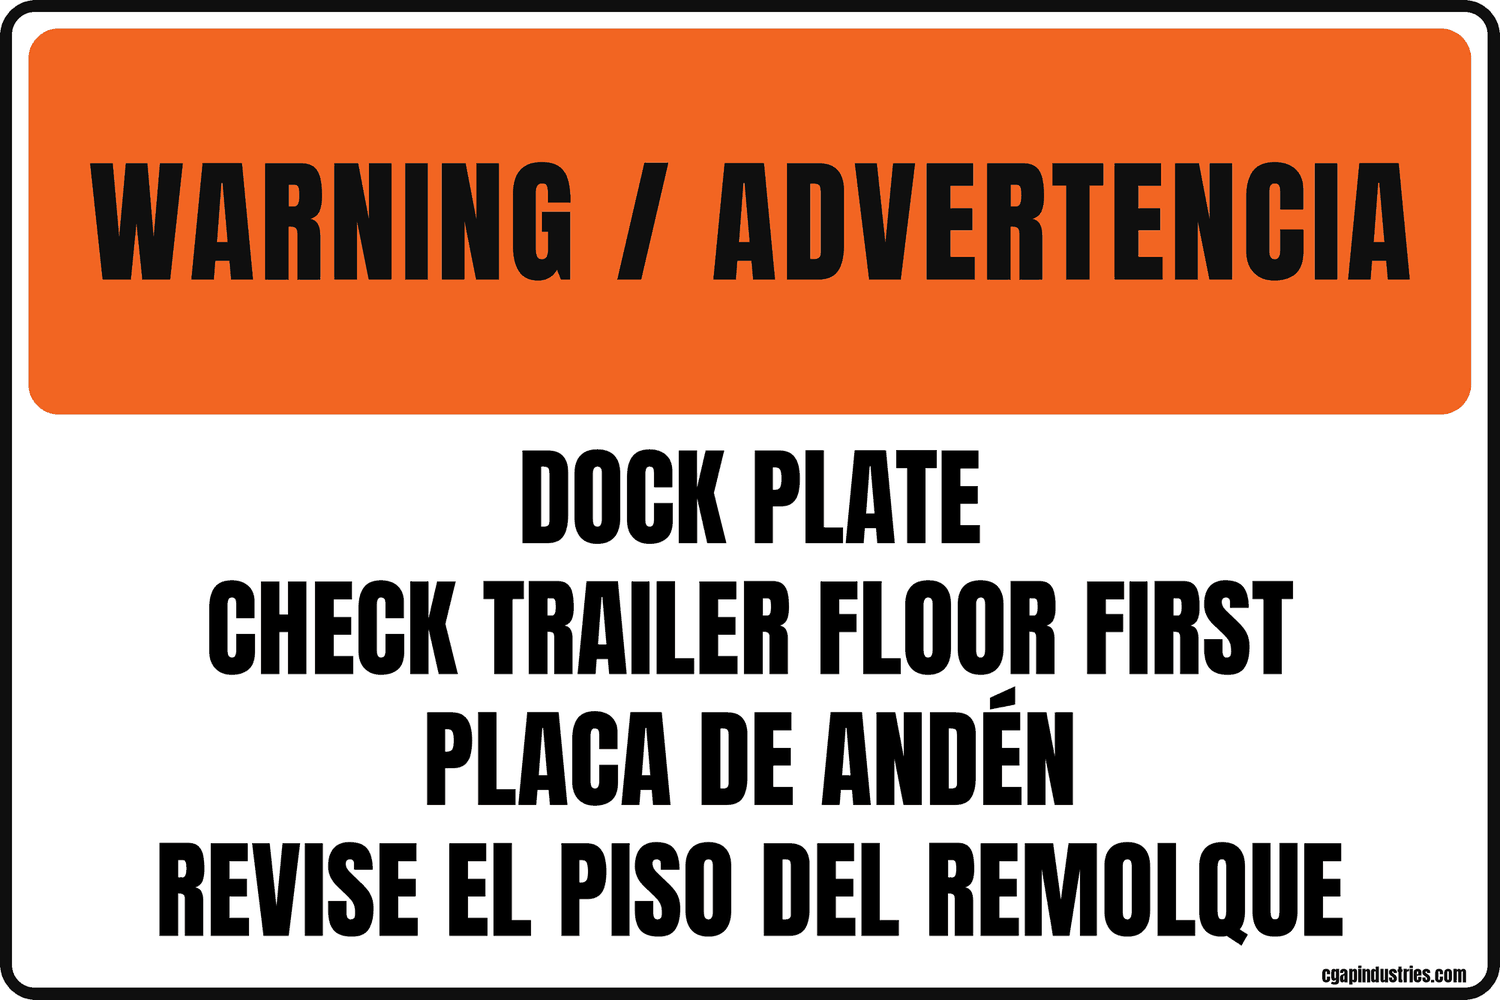 WARNING / ADVERTENCIA
DOCK PLATE
CHECK TRAILER FLOOR FIRST
PLACA DE ANDÉN
REVISE EL PISO DEL REMOLQUE
cgapindustries.com